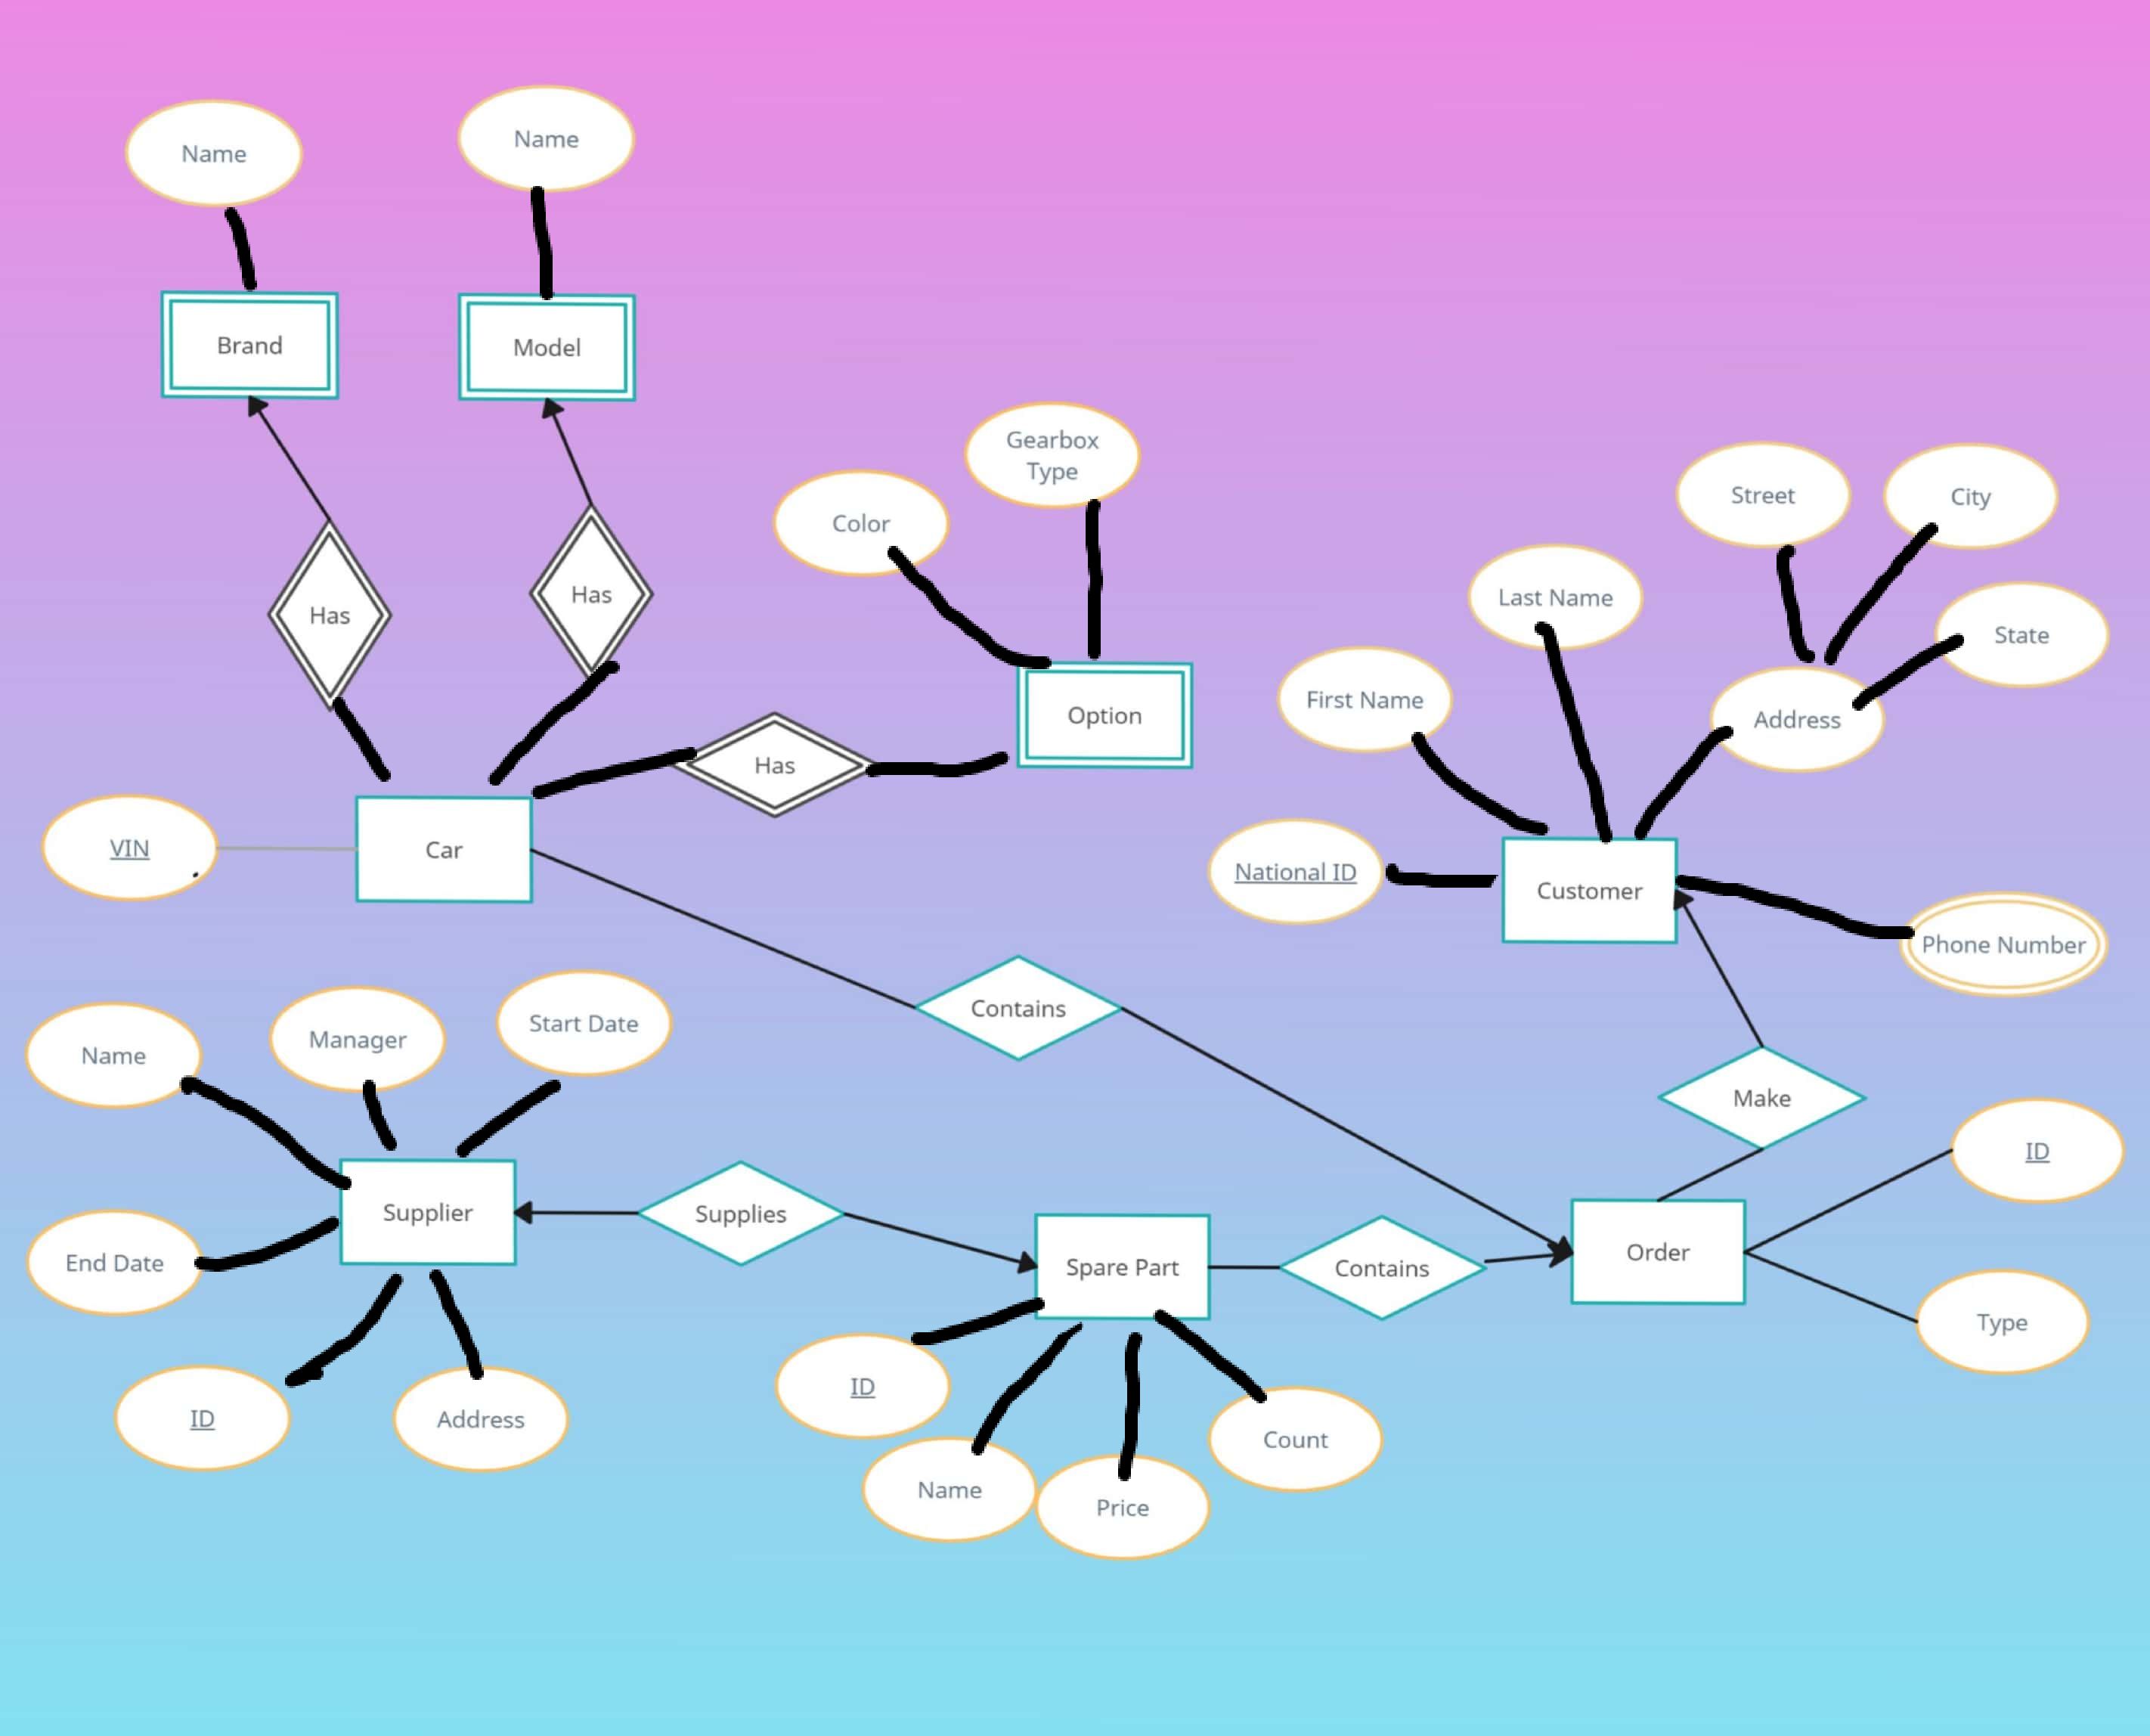 Name
Name
Brand
Model
Gearbox
Type
Color
Street
City
Last Name
State
Has
Has
First Name
Address
Option
Has
VIN
Car
National ID
Customer
Phone Number
Contains
Name
Manager
Start Date
Make
ID
Supplier
Supplies
Spare Part
Contains
Order
End Date
Type
ID
Address
ID
Count
Name
Price